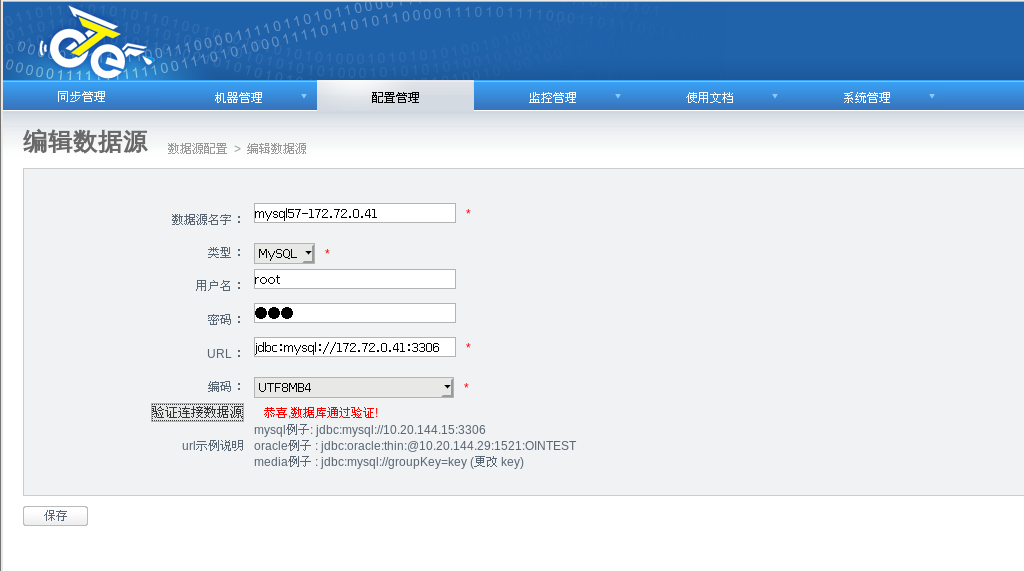 同步管理 机器管理 配置管理 监控管理 使用文档 系统管理
编辑数据源 数据源配置 > 编辑数据源
数据源名字： mysql57-172.72.0.41 *
类型： MySQL *
用户名： root
密码： ●●●
URL： jdbc:mysql://172.72.0.41:3306 *
编码： UTF8MB4 *
验证连接数据源 恭喜,数据库通过验证!
mysql例子: jdbc:mysql://10.20.144.15:3306
url示例说明 oracle例子 : jdbc:oracle:thin:@10.20.144.29:1521:OINTEST
media例子 : jdbc:mysql://groupKey=key (更改 key)
保存